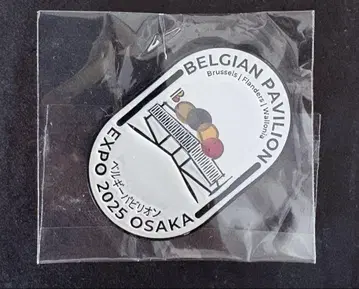 BELGIAN PAVILION
Brussels | Flanders | Wallonia
ベルギーパビリオン
EXPO 2025 OSAKA